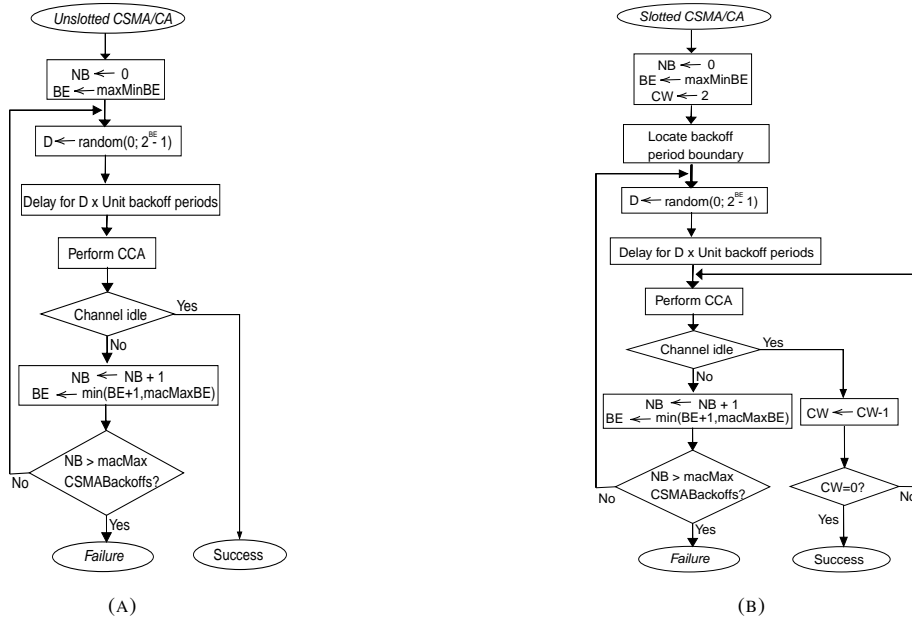 Unslotted CSMA/CA
NB ← 0
BE ← maxMinBE
D ← random(0; 2^BE - 1)
Delay for D x Unit backoff periods
Perform CCA
Channel idle
Yes
No
NB ← NB + 1
BE ← min(BE+1,macMaxBE)
NB > macMax
CSMABackoffs?
No
Yes
Failure
Success
(A)
Slotted CSMA/CA
NB ← 0
BE ← maxMinBE
CW ← 2
Locate backoff
period boundary
D ← random(0; 2^BE - 1)
Delay for D x Unit backoff periods
Perform CCA
Channel idle
Yes
No
NB ← NB + 1
BE ← min(BE+1,macMaxBE)
CW ← CW-1
NB > macMax
CSMABackoffs?
No
CW=0?
No
Yes
Yes
Failure
Success
(B)